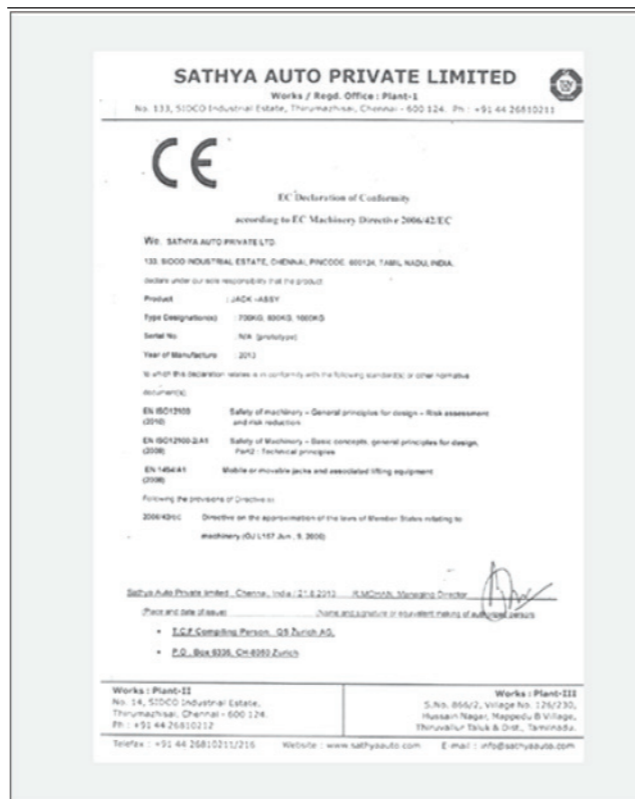 SATHYA AUTO PRIVATE LIMITED
Works / Regd. Office : Plant-1
No. 133, SIDCO Industrial Estate, Thirumazhisai, Chennai - 600 124. Ph : +91 44 26810211
CE
EC Declaration of Conformity
according to EC Machinery Directive 2006/42/EC
We. SATHYA AUTO PRIVATE LTD.
133, SIDCO INDUSTRIAL ESTATE, CHENNAI, PINCODE. 600124, TAMIL NADU, INDIA.
declare under our sole responsibility that the product
Product : JACK -ASSY
Type Designation(s) : 700KG, 800KG, 1000KG
Serial No : N/A (prototype)
Year of Manufacture : 2013
to which this declaration relates is in conformity with the following standard(s) or other normative
document(s)
EN ISO12100 Safety of machinery – General principles for design – Risk assessment
(2010) and risk reduction
EN ISO12100-2/A1 Safety of Machinery – Basic concepts, general principles for design,
(2009) Part2 : Technical principles
EN 1494/A1 Mobile or movable jacks and associated lifting equipment
(2008)
Following the provisions of Directive
2006/42/EC Directive on the approximation of the laws of Member States relating to
machinery (OJ L157 Jun, 9, 2006)
Sathya Auto Private limited, Chennai, India / 21.6.2013 Managing Director
(Place and date of issue) (Name and signature or equivalent making of authorized person)
• T.C.F Compiling Person, QS Zurich AG,
• P.O. Box 6335, CH-8050 Zurich
Works : Plant-II
No. 14, SIDCO Industrial Estate,
Thirumazhisai, Chennai - 600 124.
Ph : +91 44 26810212
Works : Plant-III
S.No. 866/2, Village No. 126/230,
Hussain Nagar, Mappedu B Village,
Thiruvallur Taluk & Dist., Tamilnadu.
Telefax : +91 44 26810211/216 Website : www.sathyaauto.com E-mail : info@sathyaauto.com